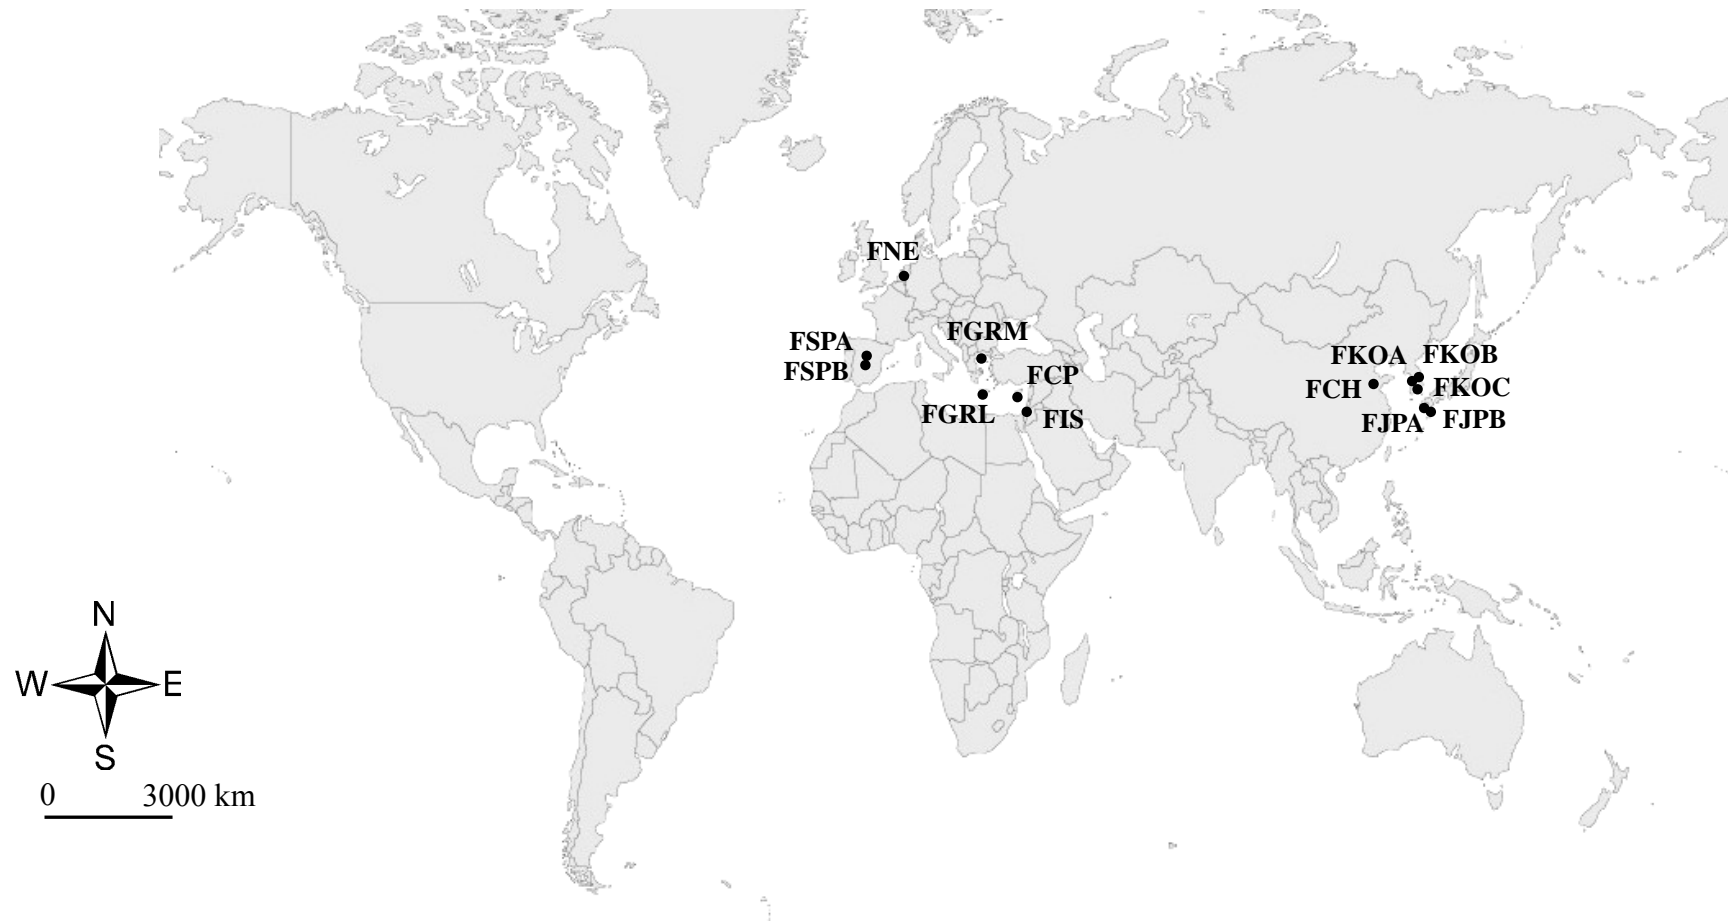 FNE
FGRM
FSPA
FSPB
FCP
FGRL
FIS
FKOA
FKOB
FCH
FKOC
FJPA
FJPB
N
W
E
S
0
3000 km